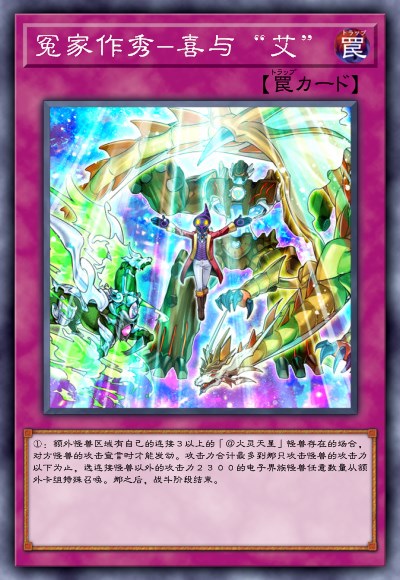 冤家作秀–喜与“艾”
罠
トラップ
【罠カード】
トラップ
①：额外怪兽区域有自己的连接３以上的「@火灵天星」怪兽存在的场合，
对方怪兽的攻击宣言时才能发动。攻击力合计最多到那只攻击怪兽的攻击力
以下为止，选连接怪兽以外的攻击力２３００的电子界族怪兽任意数量从额
外卡组特殊召唤。那之后，战斗阶段结束。